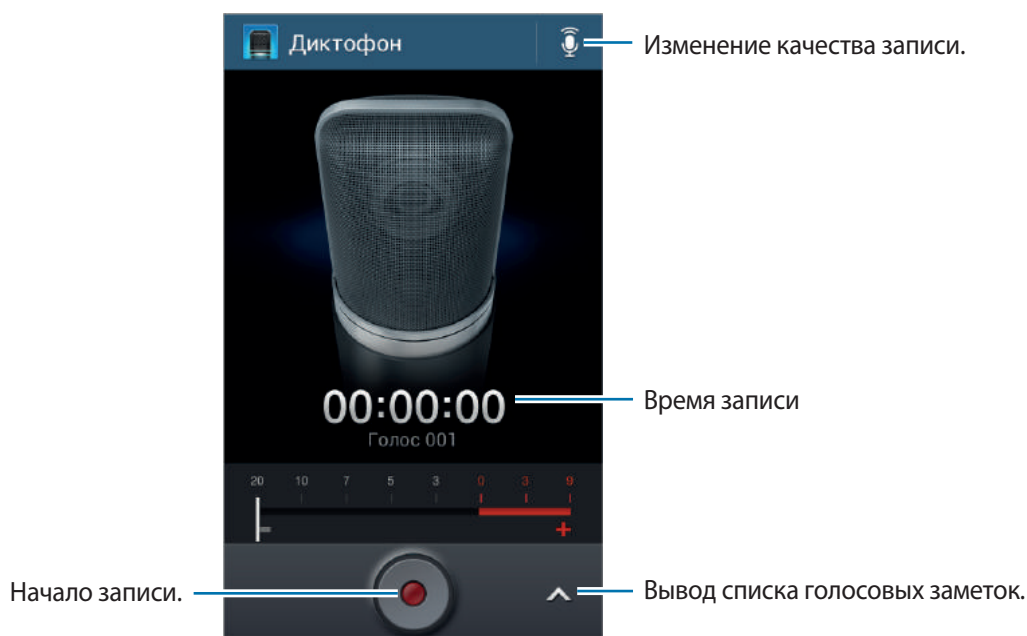 Диктофон
Изменение качества записи.
00:00:00
Время записи
Голос 001
20 10 7 5 3 0 3 9
− +
Начало записи.
Вывод списка голосовых заметок.